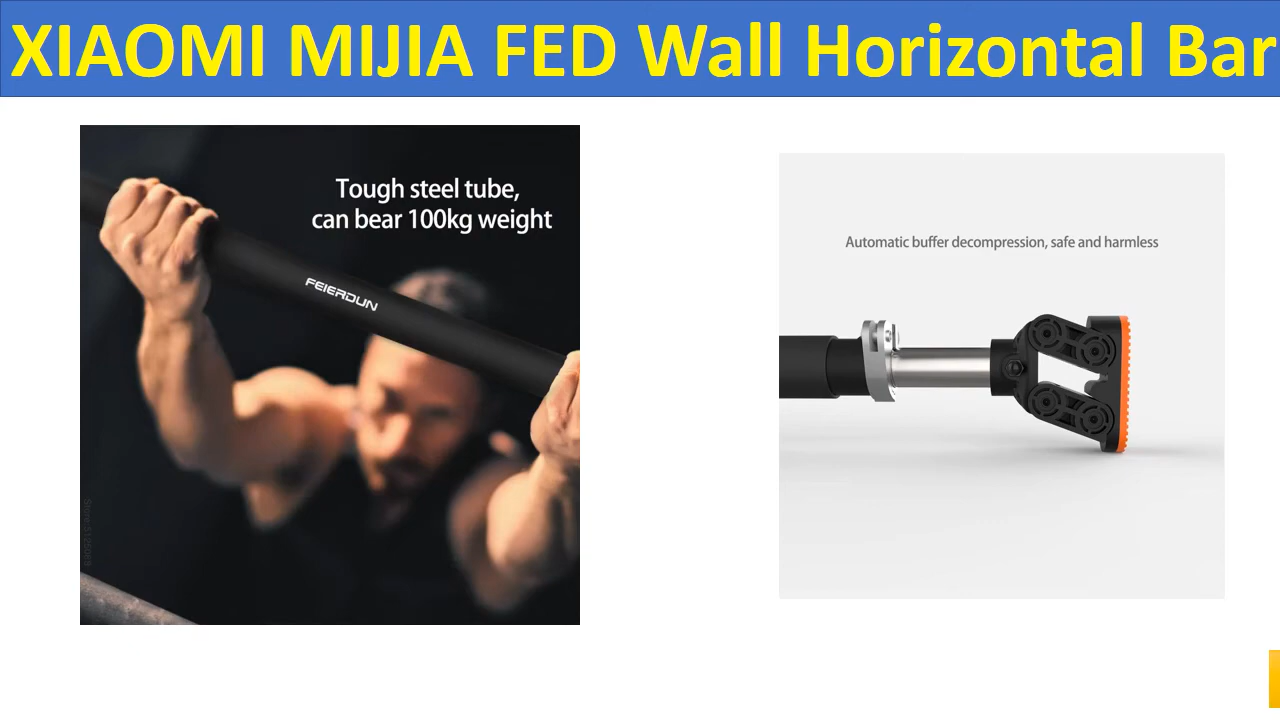 XIAOMI MIJIA FED Wall Horizontal Bar
Tough steel tube,
can bear 100kg weight
FEIERDUN
Automatic buffer decompression, safe and harmless